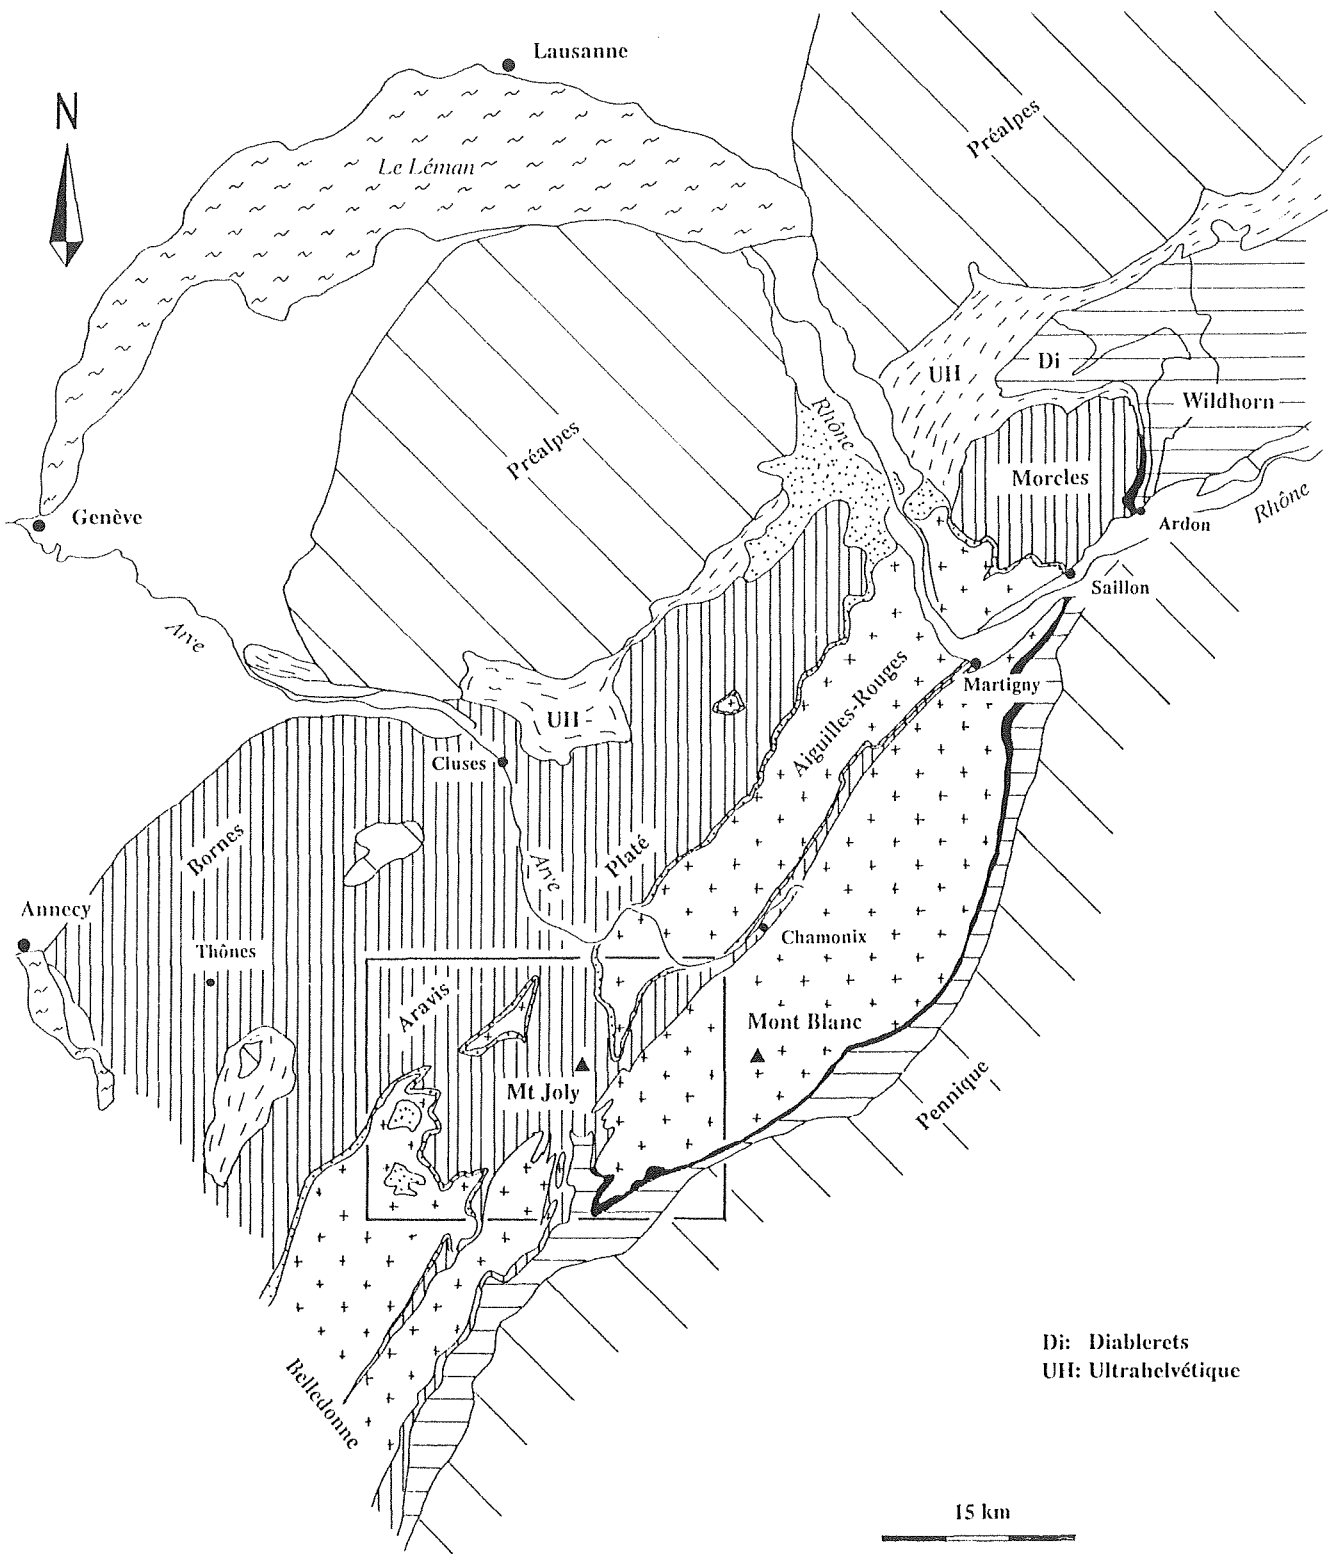 Lausanne
N
Le Léman
Préalpes
UH
Di
Wildhorn
Rhône
Préalpes
Morcles
Genève
Ardon
Rhône
Saillon
Arve
Martigny
Aiguilles-Rouges
UH
Cluses
Bornes
Platé
Arve
Annecy
Thônes
Chamonix
Aravis
Mont Blanc
Mt Joly
Pennique
Belledonne
Di: Diablerets
UH: Ultrahelvétique
15 km